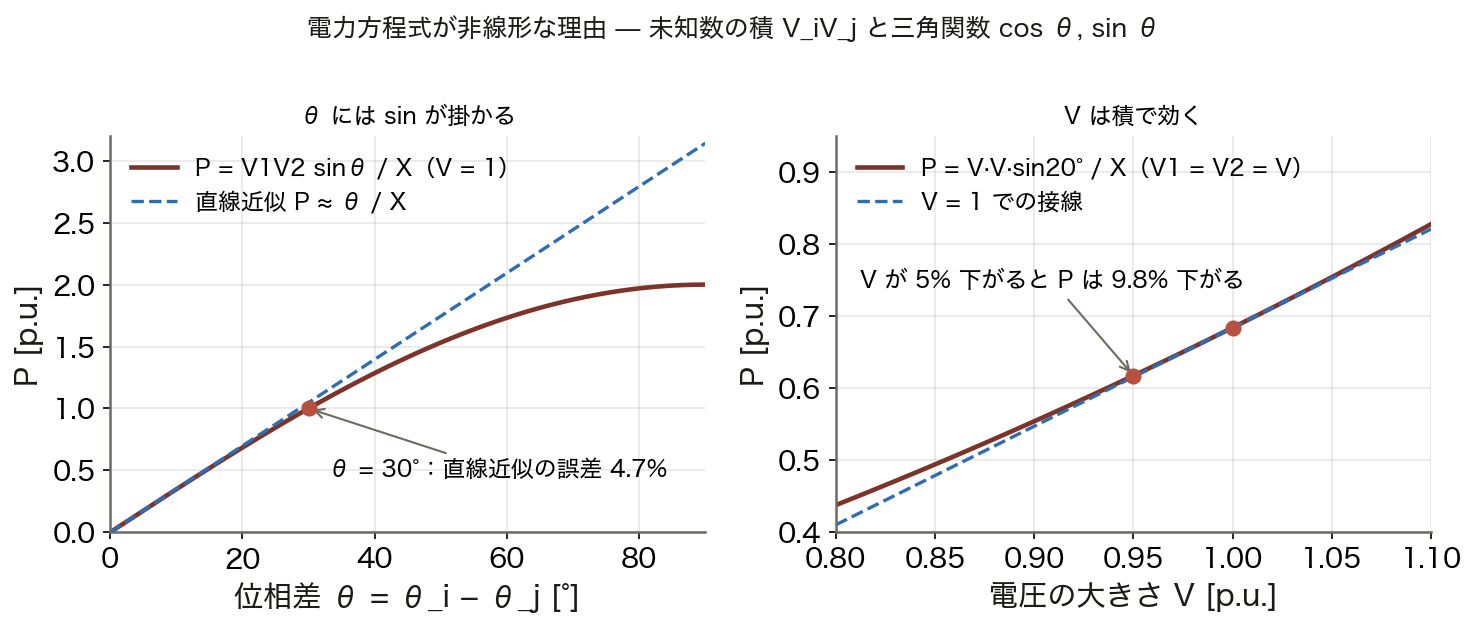 電力方程式が非線形な理由 — 未知数の積 V_iV_j と三角関数 cos θ, sin θ
θ には sin が掛かる
P = V1V2 sinθ / X（V = 1）
直線近似 P ≈ θ / X
θ = 30°：直線近似の誤差 4.7%
P [p.u.]
3.0
2.5
2.0
1.5
1.0
0.5
0.0
0
20
40
60
80
位相差 θ = θ_i − θ_j [°]
V は積で効く
P = V·V·sin20° / X（V1 = V2 = V）
V = 1 での接線
V が 5% 下がると P は 9.8% 下がる
P [p.u.]
0.9
0.8
0.7
0.6
0.5
0.4
0.80
0.85
0.90
0.95
1.00
1.05
1.10
電圧の大きさ V [p.u.]